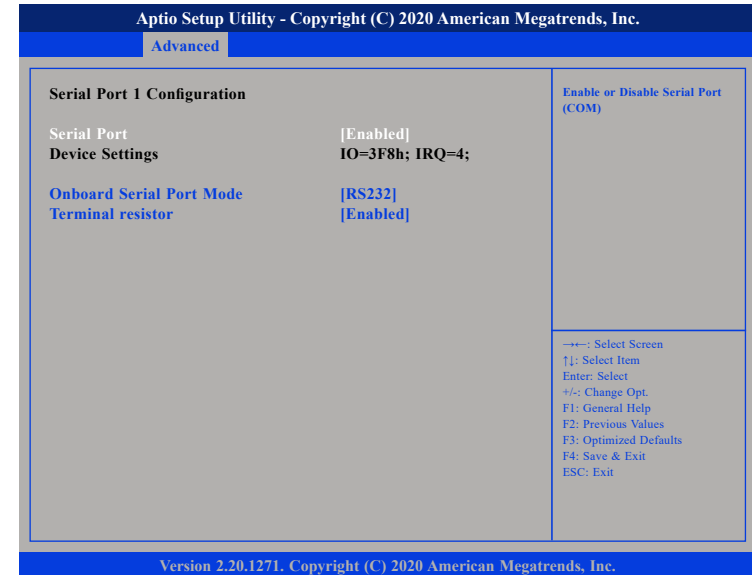 Aptio Setup Utility - Copyright (C) 2020 American Megatrends, Inc.
Advanced
Serial Port 1 Configuration
Serial Port [Enabled]
Device Settings IO=3F8h; IRQ=4;
Onboard Serial Port Mode [RS232]
Terminal resistor [Enabled]
Enable or Disable Serial Port
(COM)
→←: Select Screen
↑↓: Select Item
Enter: Select
+/-: Change Opt.
F1: General Help
F2: Previous Values
F3: Optimized Defaults
F4: Save & Exit
ESC: Exit
Version 2.20.1271. Copyright (C) 2020 American Megatrends, Inc.